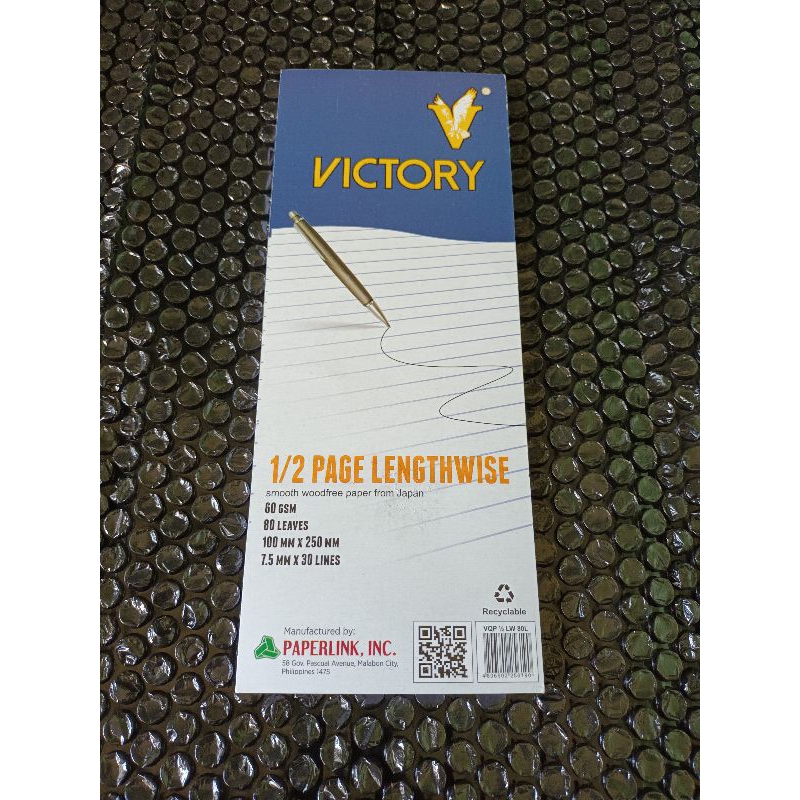 VICTORY
1/2 PAGE LENGTHWISE
smooth woodfree paper from Japan
60 GSM
80 LEAVES
100 MM X 250 MM
7.5 MM X 30 LINES
Recyclable
Manufactured by:
PAPERLINK, INC.
58 Gov. Pascual Avenue, Malabon City,
Philippines 1475
VQP ½ LW 80L